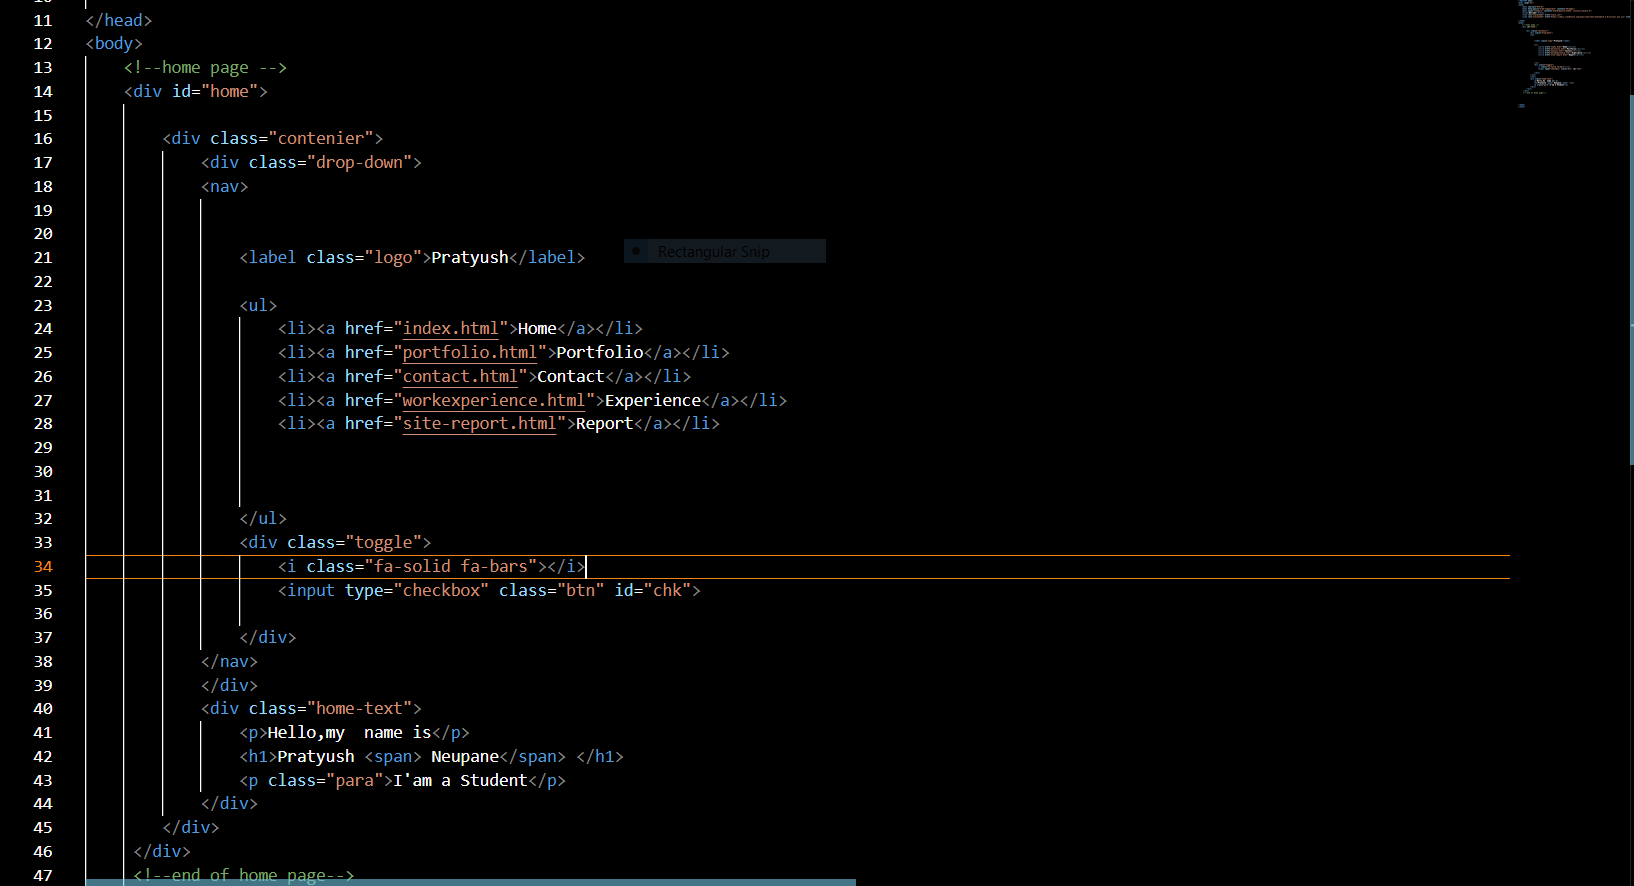 11 </head>
12 <body>
13 <!--home page -->
14 <div id="home">
15
16 <div class="contenier">
17 <div class="drop-down">
18 <nav>
19
20
Rectangular Snip
21 <label class="logo">Pratyush</label>
22
23 <ul>
24 <li><a href="index.html">Home</a></li>
25 <li><a href="portfolio.html">Portfolio</a></li>
26 <li><a href="contact.html">Contact</a></li>
27 <li><a href="workexperience.html">Experience</a></li>
28 <li><a href="site-report.html">Report</a></li>
29
30
31
32 </ul>
33 <div class="toggle">
34 <i class="fa-solid fa-bars"></i>
35 <input type="checkbox" class="btn" id="chk">
36
37 </div>
38 </nav>
39 </div>
40 <div class="home-text">
41 <p>Hello,my  name is</p>
42 <h1>Pratyush <span> Neupane</span> </h1>
43 <p class="para">I'am a Student</p>
44 </div>
45 </div>
46 </div>
47 <!--end of home page-->